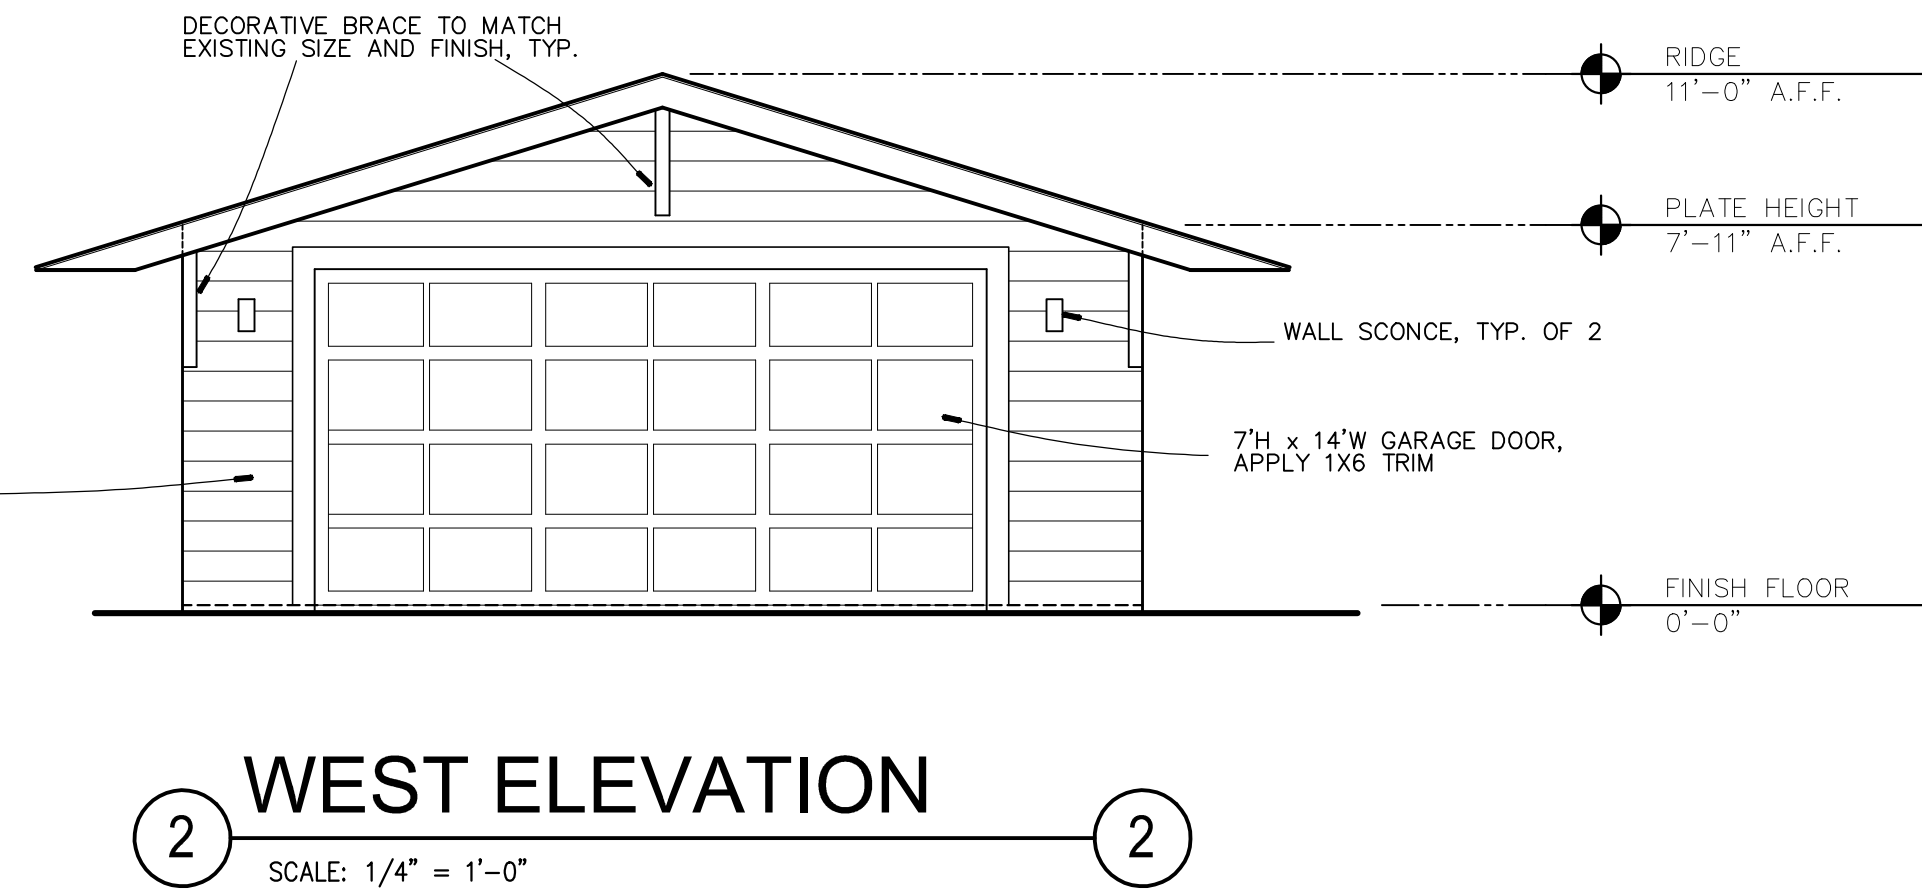 DECORATIVE BRACE TO MATCH
EXISTING SIZE AND FINISH, TYP.
RIDGE
11'-0" A.F.F.
PLATE HEIGHT
7'-11" A.F.F.
WALL SCONCE, TYP. OF 2
7'H x 14'W GARAGE DOOR,
APPLY 1X6 TRIM
FINISH FLOOR
0'-0"
WEST ELEVATION
2
2
SCALE: 1/4" = 1'-0"